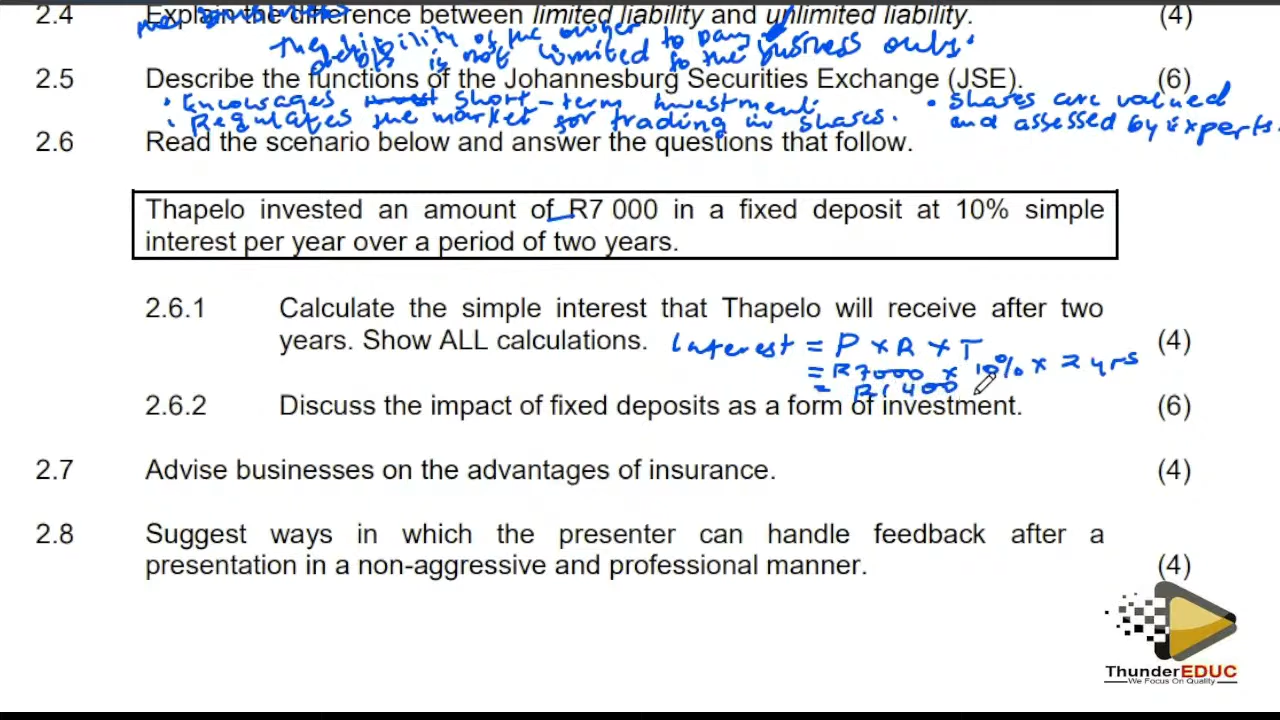 2.4 Explain the difference between limited liability and unlimited liability. (4)
The of the owner to pay
debts is not limited to the business only.
2.5 Describe the functions of the Johannesburg Securities Exchange (JSE). (6)
• Encourages short-term investment. • Shares are valued
• Regulates the market for trading in shares. and assessed by experts.
2.6 Read the scenario below and answer the questions that follow.
Thapelo invested an amount of R7 000 in a fixed deposit at 10% simple
interest per year over a period of two years.
2.6.1 Calculate the simple interest that Thapelo will receive after two
years. Show ALL calculations. Interest = P x R x T (4)
= R7000 x 10% x 2 yrs
= R1 400
2.6.2 Discuss the impact of fixed deposits as a form of investment. (6)
2.7 Advise businesses on the advantages of insurance. (4)
2.8 Suggest ways in which the presenter can handle feedback after a
presentation in a non-aggressive and professional manner. (4)
ThunderEDUC
We Focus On Quality